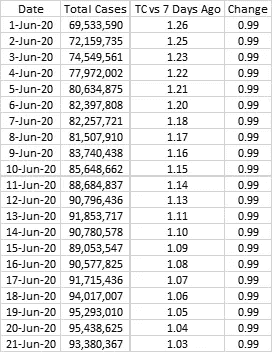 Date Total Cases TC vs 7 Days Ago Change
1-Jun-20 69,533,590 1.26 0.99
2-Jun-20 72,159,735 1.25 0.99
3-Jun-20 74,549,561 1.23 0.99
4-Jun-20 77,972,002 1.22 0.99
5-Jun-20 80,634,875 1.21 0.99
6-Jun-20 82,397,808 1.20 0.99
7-Jun-20 82,257,721 1.18 0.99
8-Jun-20 81,507,910 1.17 0.99
9-Jun-20 83,740,438 1.16 0.99
10-Jun-20 85,648,662 1.15 0.99
11-Jun-20 88,684,837 1.14 0.99
12-Jun-20 90,796,436 1.13 0.99
13-Jun-20 91,853,717 1.11 0.99
14-Jun-20 90,780,578 1.10 0.99
15-Jun-20 89,053,547 1.09 0.99
16-Jun-20 90,577,825 1.08 0.99
17-Jun-20 91,715,436 1.07 0.99
18-Jun-20 94,017,007 1.06 0.99
19-Jun-20 95,293,010 1.05 0.99
20-Jun-20 95,438,625 1.04 0.99
21-Jun-20 93,380,367 1.03 0.99